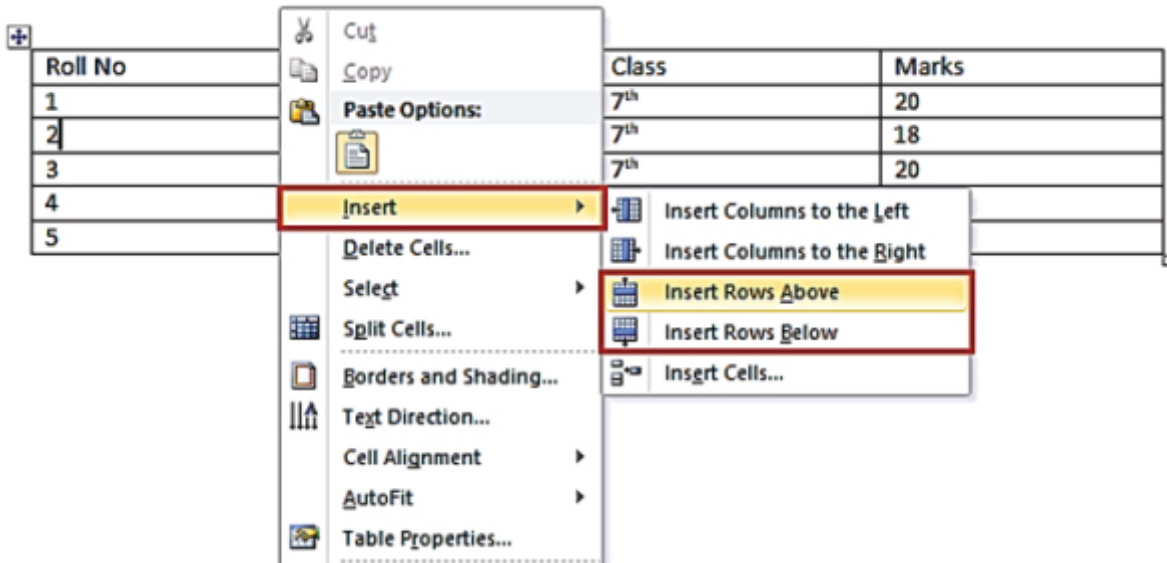 Roll No Class Marks
1 7th 20
2 7th 18
3 7th 20
4
5
Cut
Copy
Paste Options:
Insert
Delete Cells...
Select
Split Cells...
Borders and Shading...
Text Direction...
Cell Alignment
AutoFit
Table Properties...
Insert Columns to the Left
Insert Columns to the Right
Insert Rows Above
Insert Rows Below
Insert Cells...